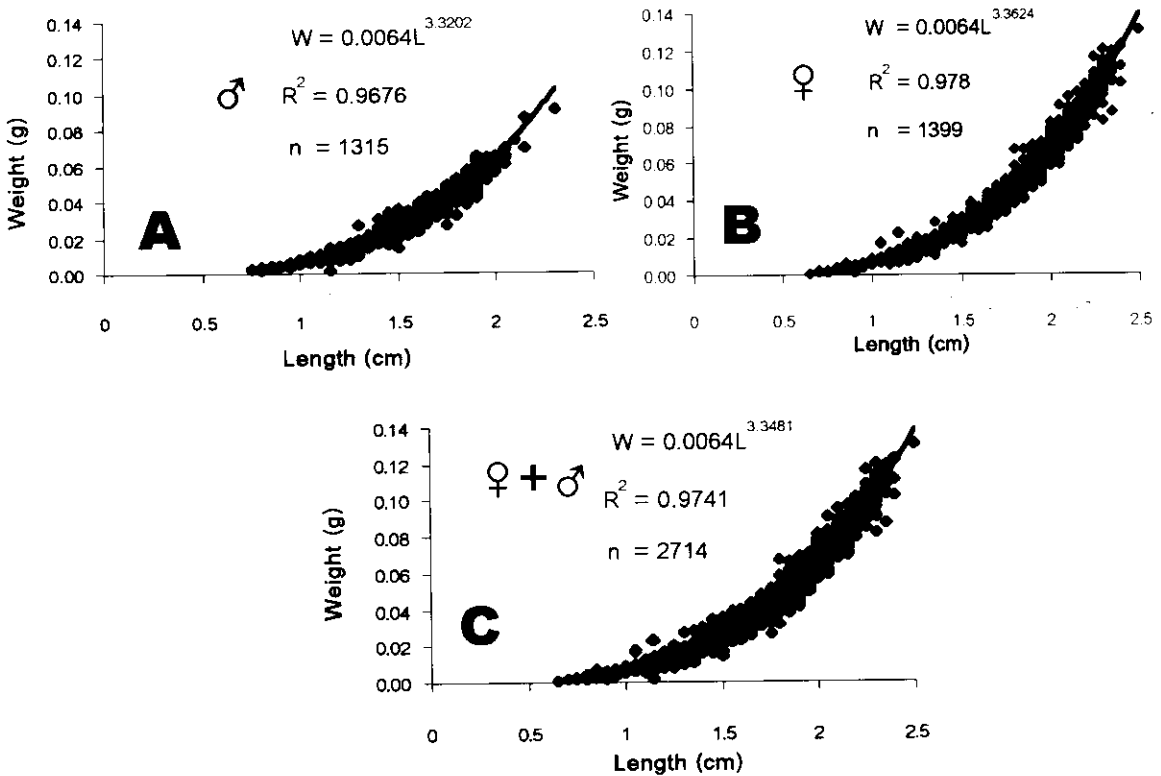 0.14
0.12
0.10
0.08
0.06
0.04
0.02
0.00
Weight (g)
W = 0.0064L^3.3202
♂ R² = 0.9676
n = 1315
A
0 0.5 1 1.5 2 2.5
Length (cm)
0.14
0.12
0.10
0.08
0.06
0.04
0.02
0.00
Weight (g)
W = 0.0064L^3.3624
♀ R² = 0.978
n = 1399
B
0 0.5 1 1.5 2 2.5
Length (cm)
0.14
0.12
0.10
0.08
0.06
0.04
0.02
0.00
Weight (g)
W = 0.0064L^3.3481
♀ + ♂ R² = 0.9741
n = 2714
C
0 0.5 1 1.5 2 2.5
Length (cm)